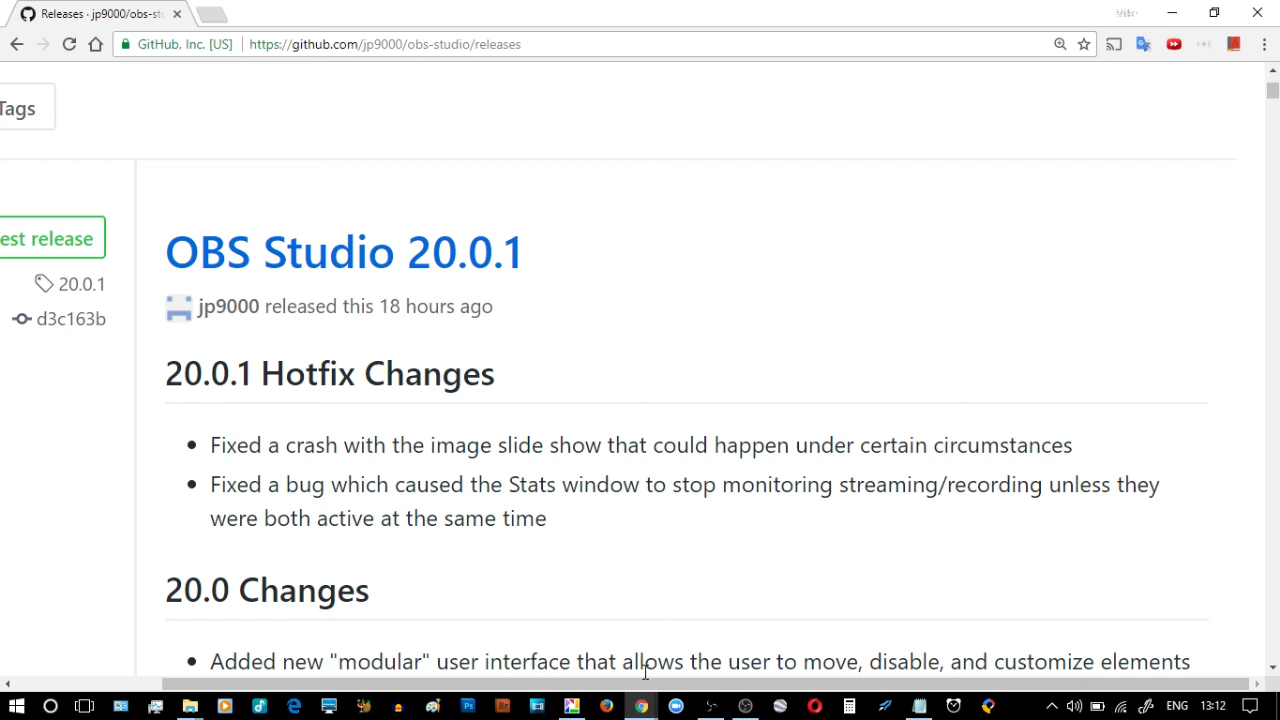 Releases · jp9000/obs-st
GitHub, Inc. [US]
https://github.com/jp9000/obs-studio/releases
Tags
est release
20.0.1
d3c163b
OBS Studio 20.0.1
jp9000 released this 18 hours ago
20.0.1 Hotfix Changes
Fixed a crash with the image slide show that could happen under certain circumstances
Fixed a bug which caused the Stats window to stop monitoring streaming/recording unless they
were both active at the same time
20.0 Changes
Added new "modular" user interface that allows the user to move, disable, and customize elements
Ps
Br
ENG
13:12